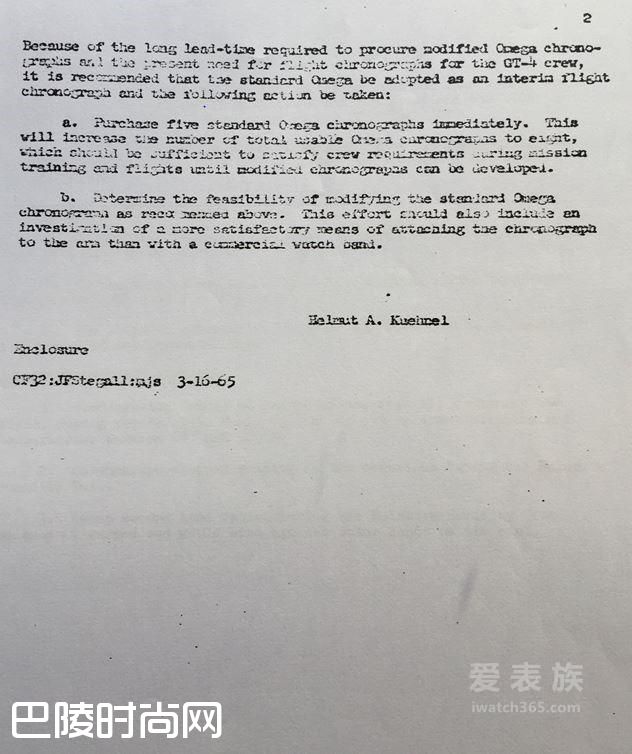 2
Because of the long lead-time required to procure modified Omega chrono-
graphs and the present need for flight chronographs for the GT-4 crew,
it is recommended that the standard Omega be adopted as an interim flight
chronograph and the following action be taken:
a. Purchase five standard Omega chronographs immediately. This
will increase the number of total usable Omega chronographs to eight,
which should be sufficient to satisfy crew requirements during mission
training and flights until modified chronographs can be developed.
b. Determine the feasibility of modifying the standard Omega
chronograph as recommended above. This effort should also include an
investigation of a more satisfactory means of attaching the chronograph
to the arm than with a commercial watch band.
Helmut A. Kuehnel
Enclosure
CF32:JFStegall:mjs 3-16-65
爱表族
iwatch365.com
巴陵时尚网